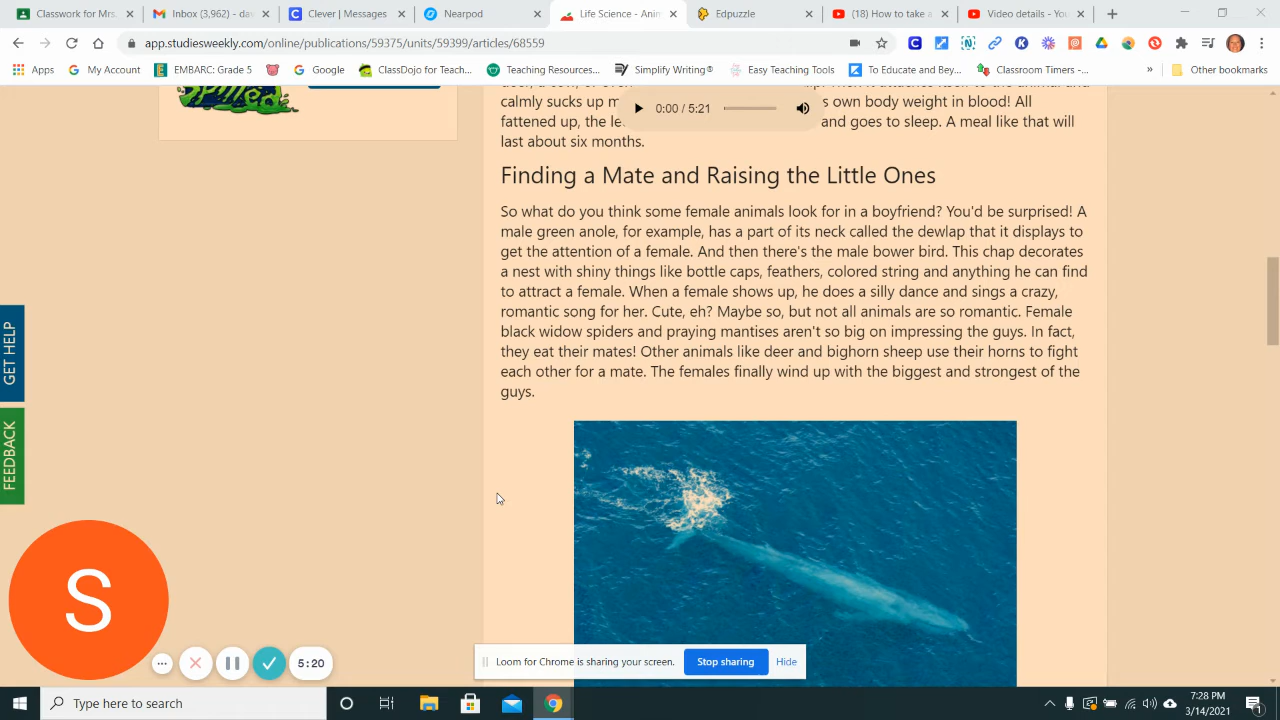 Classwork for Mrs.
Inbox (3,962) - da
Clever | Messages
Nearpod
Life Science - Ani
Edpuzzle
(18) How to take a
Video details - You
app.studiesweekly.com/online/publications/59375/units/59399/articles/68559
Apps
My Account
EMBARC: Grade 5
Google
ClassDojo for Teach...
Teaching Resources...
Simplify Writing®
Easy Teaching Tools
To Educate and Bey...
Classroom Timers -...
»
Other bookmarks
calmly sucks up m
s own body weight in blood! All
0:00 / 5:21
fattened up, the le
and goes to sleep. A meal like that will
last about six months.
Finding a Mate and Raising the Little Ones
So what do you think some female animals look for in a boyfriend? You'd be surprised! A
male green anole, for example, has a part of its neck called the dewlap that it displays to
get the attention of a female. And then there's the male bower bird. This chap decorates
a nest with shiny things like bottle caps, feathers, colored string and anything he can find
to attract a female. When a female shows up, he does a silly dance and sings a crazy,
romantic song for her. Cute, eh? Maybe so, but not all animals are so romantic. Female
black widow spiders and praying mantises aren't so big on impressing the guys. In fact,
they eat their mates! Other animals like deer and bighorn sheep use their horns to fight
each other for a mate. The females finally wind up with the biggest and strongest of the
guys.
GET HELP
FEEDBACK
S
5:20
Loom for Chrome is sharing your screen.
Stop sharing
Hide
Type here to search
7:28 PM
3/14/2021
1